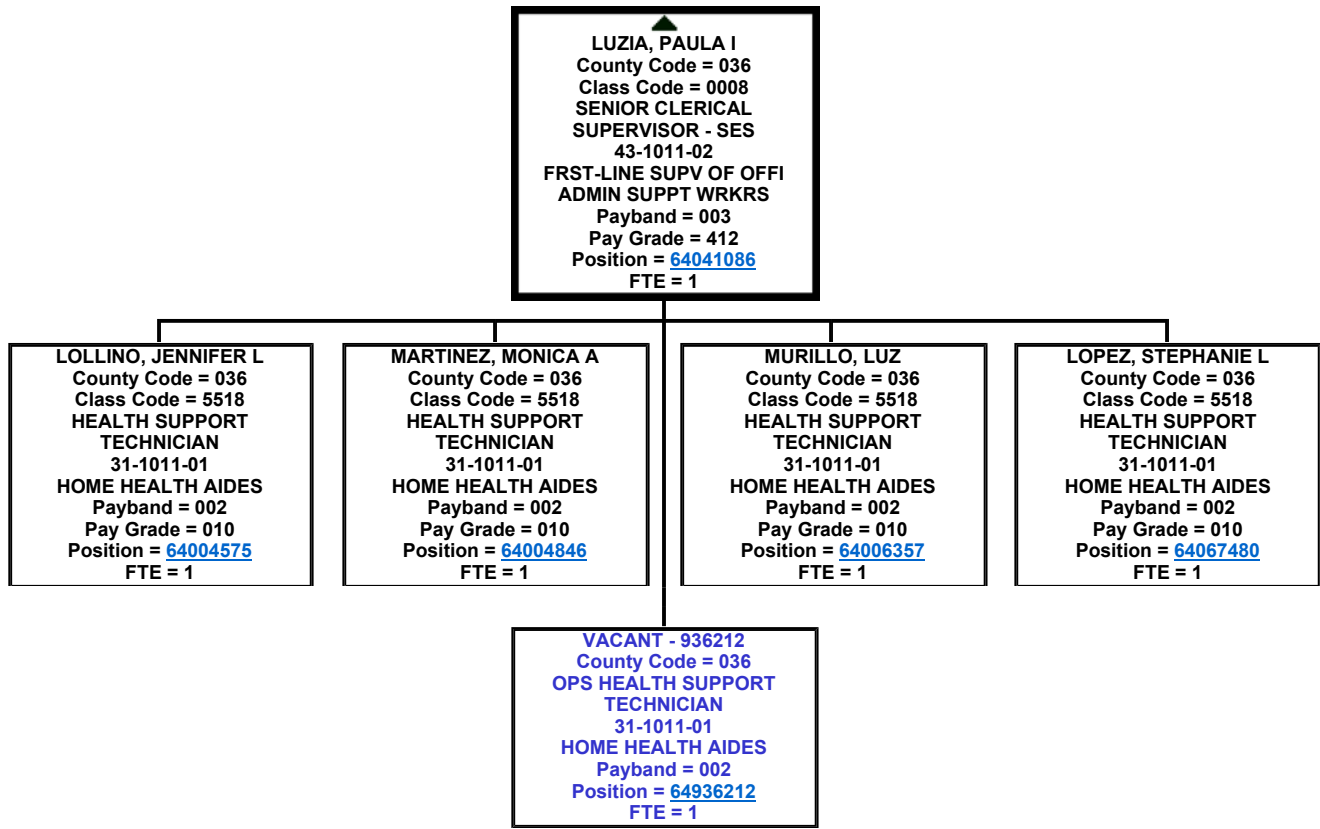 LUZIA, PAULA I
County Code = 036
Class Code = 0008
SENIOR CLERICAL
SUPERVISOR - SES
43-1011-02
FRST-LINE SUPV OF OFFI
ADMIN SUPPT WRKRS
Payband = 003
Pay Grade = 412
Position = 64041086
FTE = 1
LOLLINO, JENNIFER L
County Code = 036
Class Code = 5518
HEALTH SUPPORT
TECHNICIAN
31-1011-01
HOME HEALTH AIDES
Payband = 002
Pay Grade = 010
Position = 64004575
FTE = 1
MARTINEZ, MONICA A
County Code = 036
Class Code = 5518
HEALTH SUPPORT
TECHNICIAN
31-1011-01
HOME HEALTH AIDES
Payband = 002
Pay Grade = 010
Position = 64004846
FTE = 1
MURILLO, LUZ
County Code = 036
Class Code = 5518
HEALTH SUPPORT
TECHNICIAN
31-1011-01
HOME HEALTH AIDES
Payband = 002
Pay Grade = 010
Position = 64006357
FTE = 1
LOPEZ, STEPHANIE L
County Code = 036
Class Code = 5518
HEALTH SUPPORT
TECHNICIAN
31-1011-01
HOME HEALTH AIDES
Payband = 002
Pay Grade = 010
Position = 64067480
FTE = 1
VACANT - 936212
County Code = 036
OPS HEALTH SUPPORT
TECHNICIAN
31-1011-01
HOME HEALTH AIDES
Payband = 002
Position = 64936212
FTE = 1